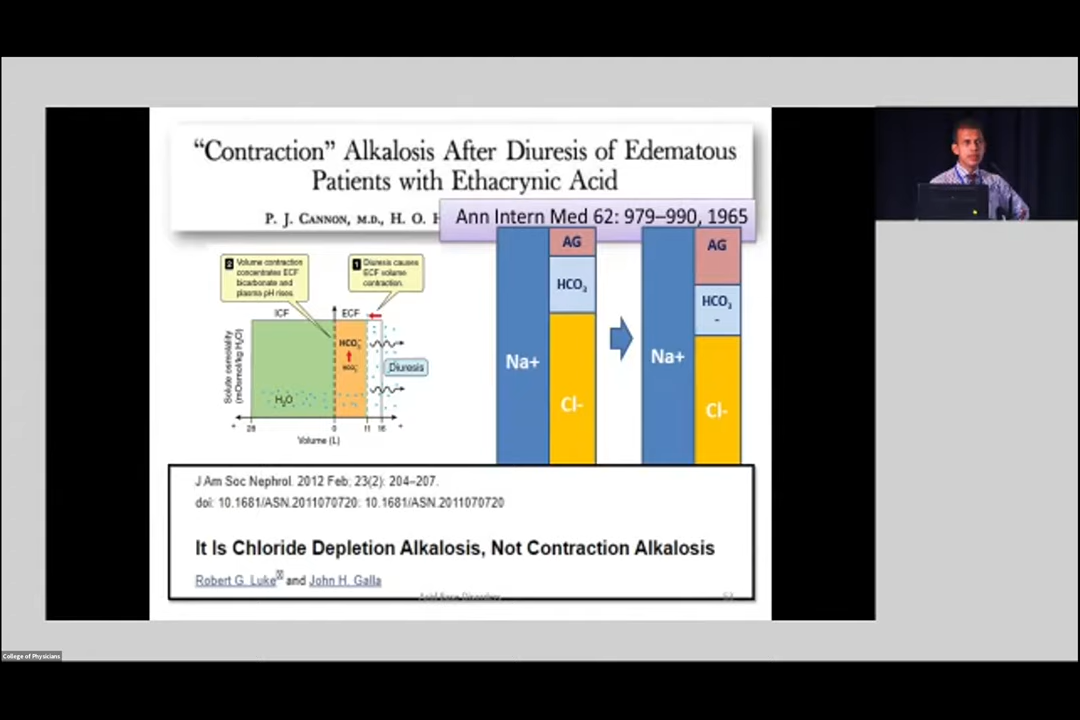 “Contraction” Alkalosis After Diuresis of Edematous
Patients with Ethacrynic Acid
P. J. CANNON, M.D., H. O.
Ann Intern Med 62: 979–990, 1965
2 Volume contraction
concentrates ECF
bicarbonate and
plasma pH rises.
1 Diuresis causes
ECF volume
contraction.
ICF
ECF
HCO₃⁻
Diuresis
H₂O
Solute osmolality
(mOsmol/kg H₂O)
28
0
11
16
Volume (L)
Na+
AG
HCO₃
Cl-
Na+
AG
HCO₃
-
Cl-
J Am Soc Nephrol. 2012 Feb; 23(2): 204–207.
doi: 10.1681/ASN.2011070720: 10.1681/ASN.2011070720
It Is Chloride Depletion Alkalosis, Not Contraction Alkalosis
Robert G. Luke and John H. Galla
College of Physicians